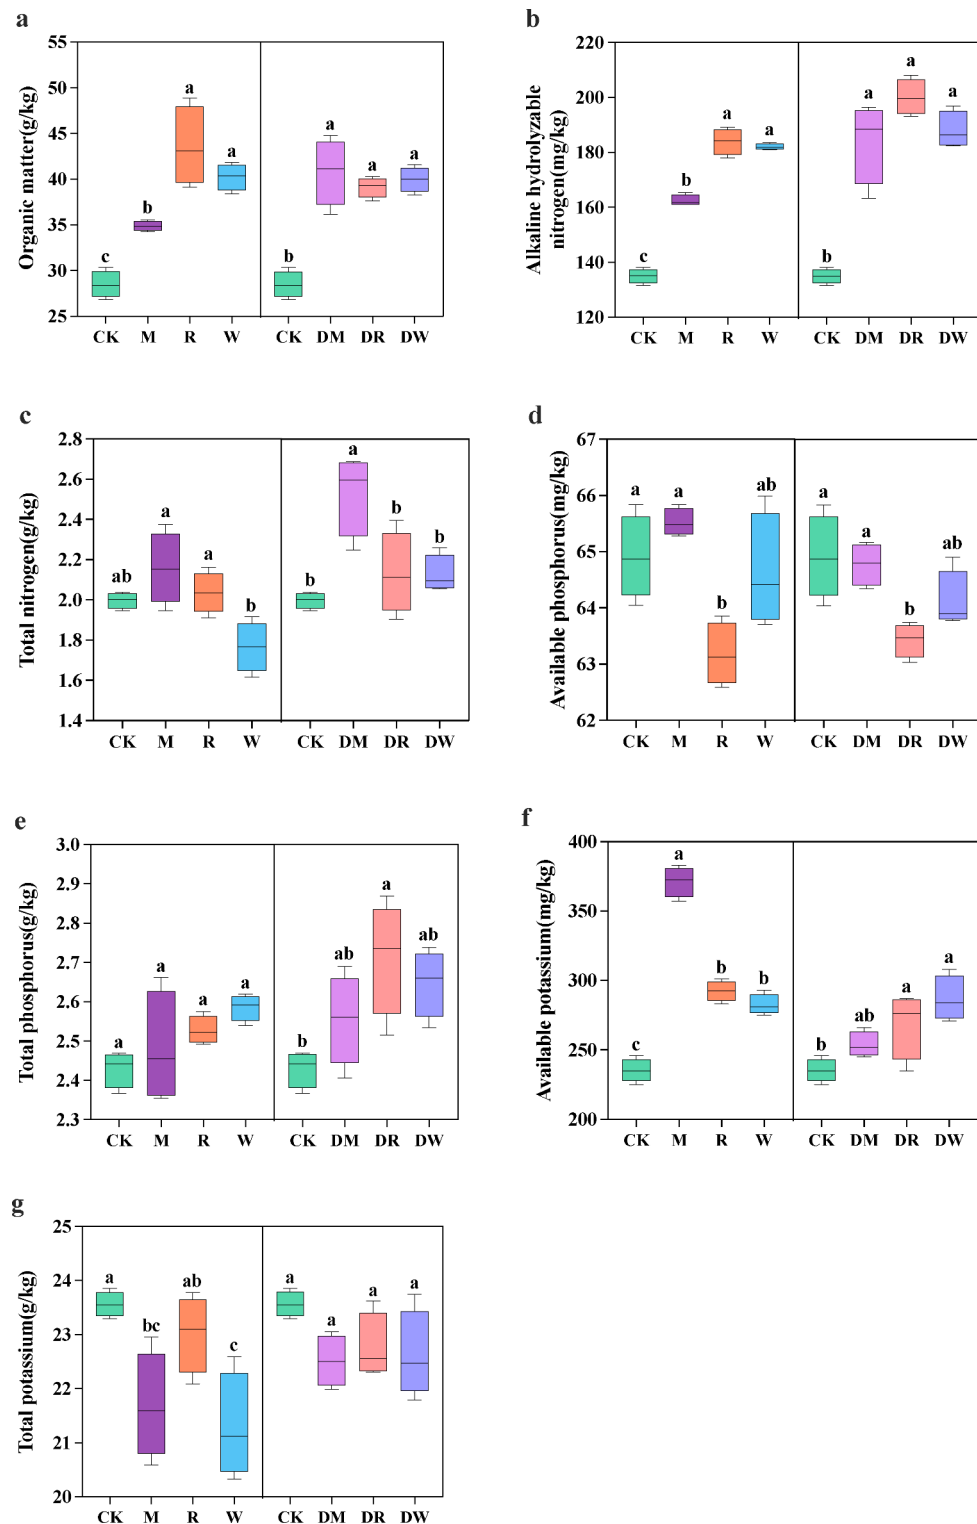 a
Organic matter(g/kg)
55
50
45
40
35
30
25
c
b
a
a
b
a
a
a
CK M R W CK DM DR DW
b
Alkaline hydrolyzable
nitrogen(mg/kg)
220
200
180
160
140
120
c
b
a
a
b
a
a
a
CK M R W CK DM DR DW
c
Total nitrogen(g/kg)
2.8
2.6
2.4
2.2
2.0
1.8
1.6
1.4
ab
a
a
b
b
a
b
b
CK M R W CK DM DR DW
d
Available phosphorus(mg/kg)
67
66
65
64
63
62
a
a
b
ab
a
a
b
ab
CK M R W CK DM DR DW
e
Total phosphorus(g/kg)
3.0
2.9
2.8
2.7
2.6
2.5
2.4
2.3
a
a
a
a
b
ab
a
ab
CK M R W CK DM DR DW
f
Available potassium(mg/kg)
400
350
300
250
200
c
a
b
b
b
ab
a
a
CK M R W CK DM DR DW
g
Total potassium(g/kg)
25
24
23
22
21
20
a
bc
ab
c
a
a
a
a
CK M R W CK DM DR DW